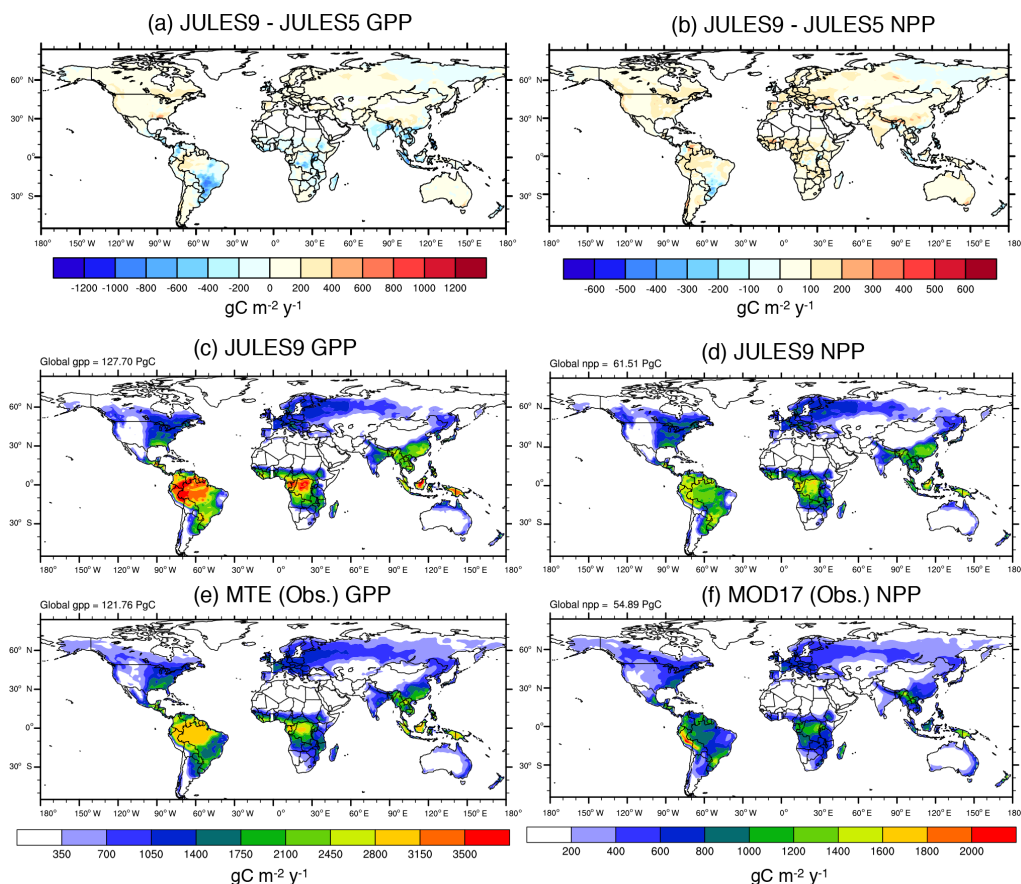 (a) JULES9 - JULES5 GPP
(b) JULES9 - JULES5 NPP
60° N
30° N
0°
30° S
60° N
30° N
0°
30° S
180° 150° W 120° W 90° W 60° W 30° W 0° 30° E 60° E 90° E 120° E 150° E 180
180° 150° W 120° W 90° W 60° W 30° W 0° 30° E 60° E 90° E 120° E 150° E 180
-1200 -1000 -800 -600 -400 -200 0 200 400 600 800 1000 1200
-600 -500 -400 -300 -200 -100 0 100 200 300 400 500 600
gC m⁻² y⁻¹
gC m⁻² y⁻¹
(c) JULES9 GPP
(d) JULES9 NPP
Global gpp = 127.70 PgC
Global npp = 61.51 PgC
60° N
30° N
0°
30° S
60° N
30° N
0°
30° S
180° 150° W 120° W 90° W 60° W 30° W 0° 30° E 60° E 90° E 120° E 150° E 180
180° 150° W 120° W 90° W 60° W 30° W 0° 30° E 60° E 90° E 120° E 150° E 180
(e) MTE (Obs.) GPP
(f) MOD17 (Obs.) NPP
Global gpp = 121.76 PgC
Global npp = 54.89 PgC
60° N
30° N
0°
30° S
60° N
30° N
0°
30° S
180° 150° W 120° W 90° W 60° W 30° W 0° 30° E 60° E 90° E 120° E 150° E 180
180° 150° W 120° W 90° W 60° W 30° W 0° 30° E 60° E 90° E 120° E 150° E 180
350 700 1050 1400 1750 2100 2450 2800 3150 3500
200 400 600 800 1000 1200 1400 1600 1800 2000
gC m⁻² y⁻¹
gC m⁻² y⁻¹